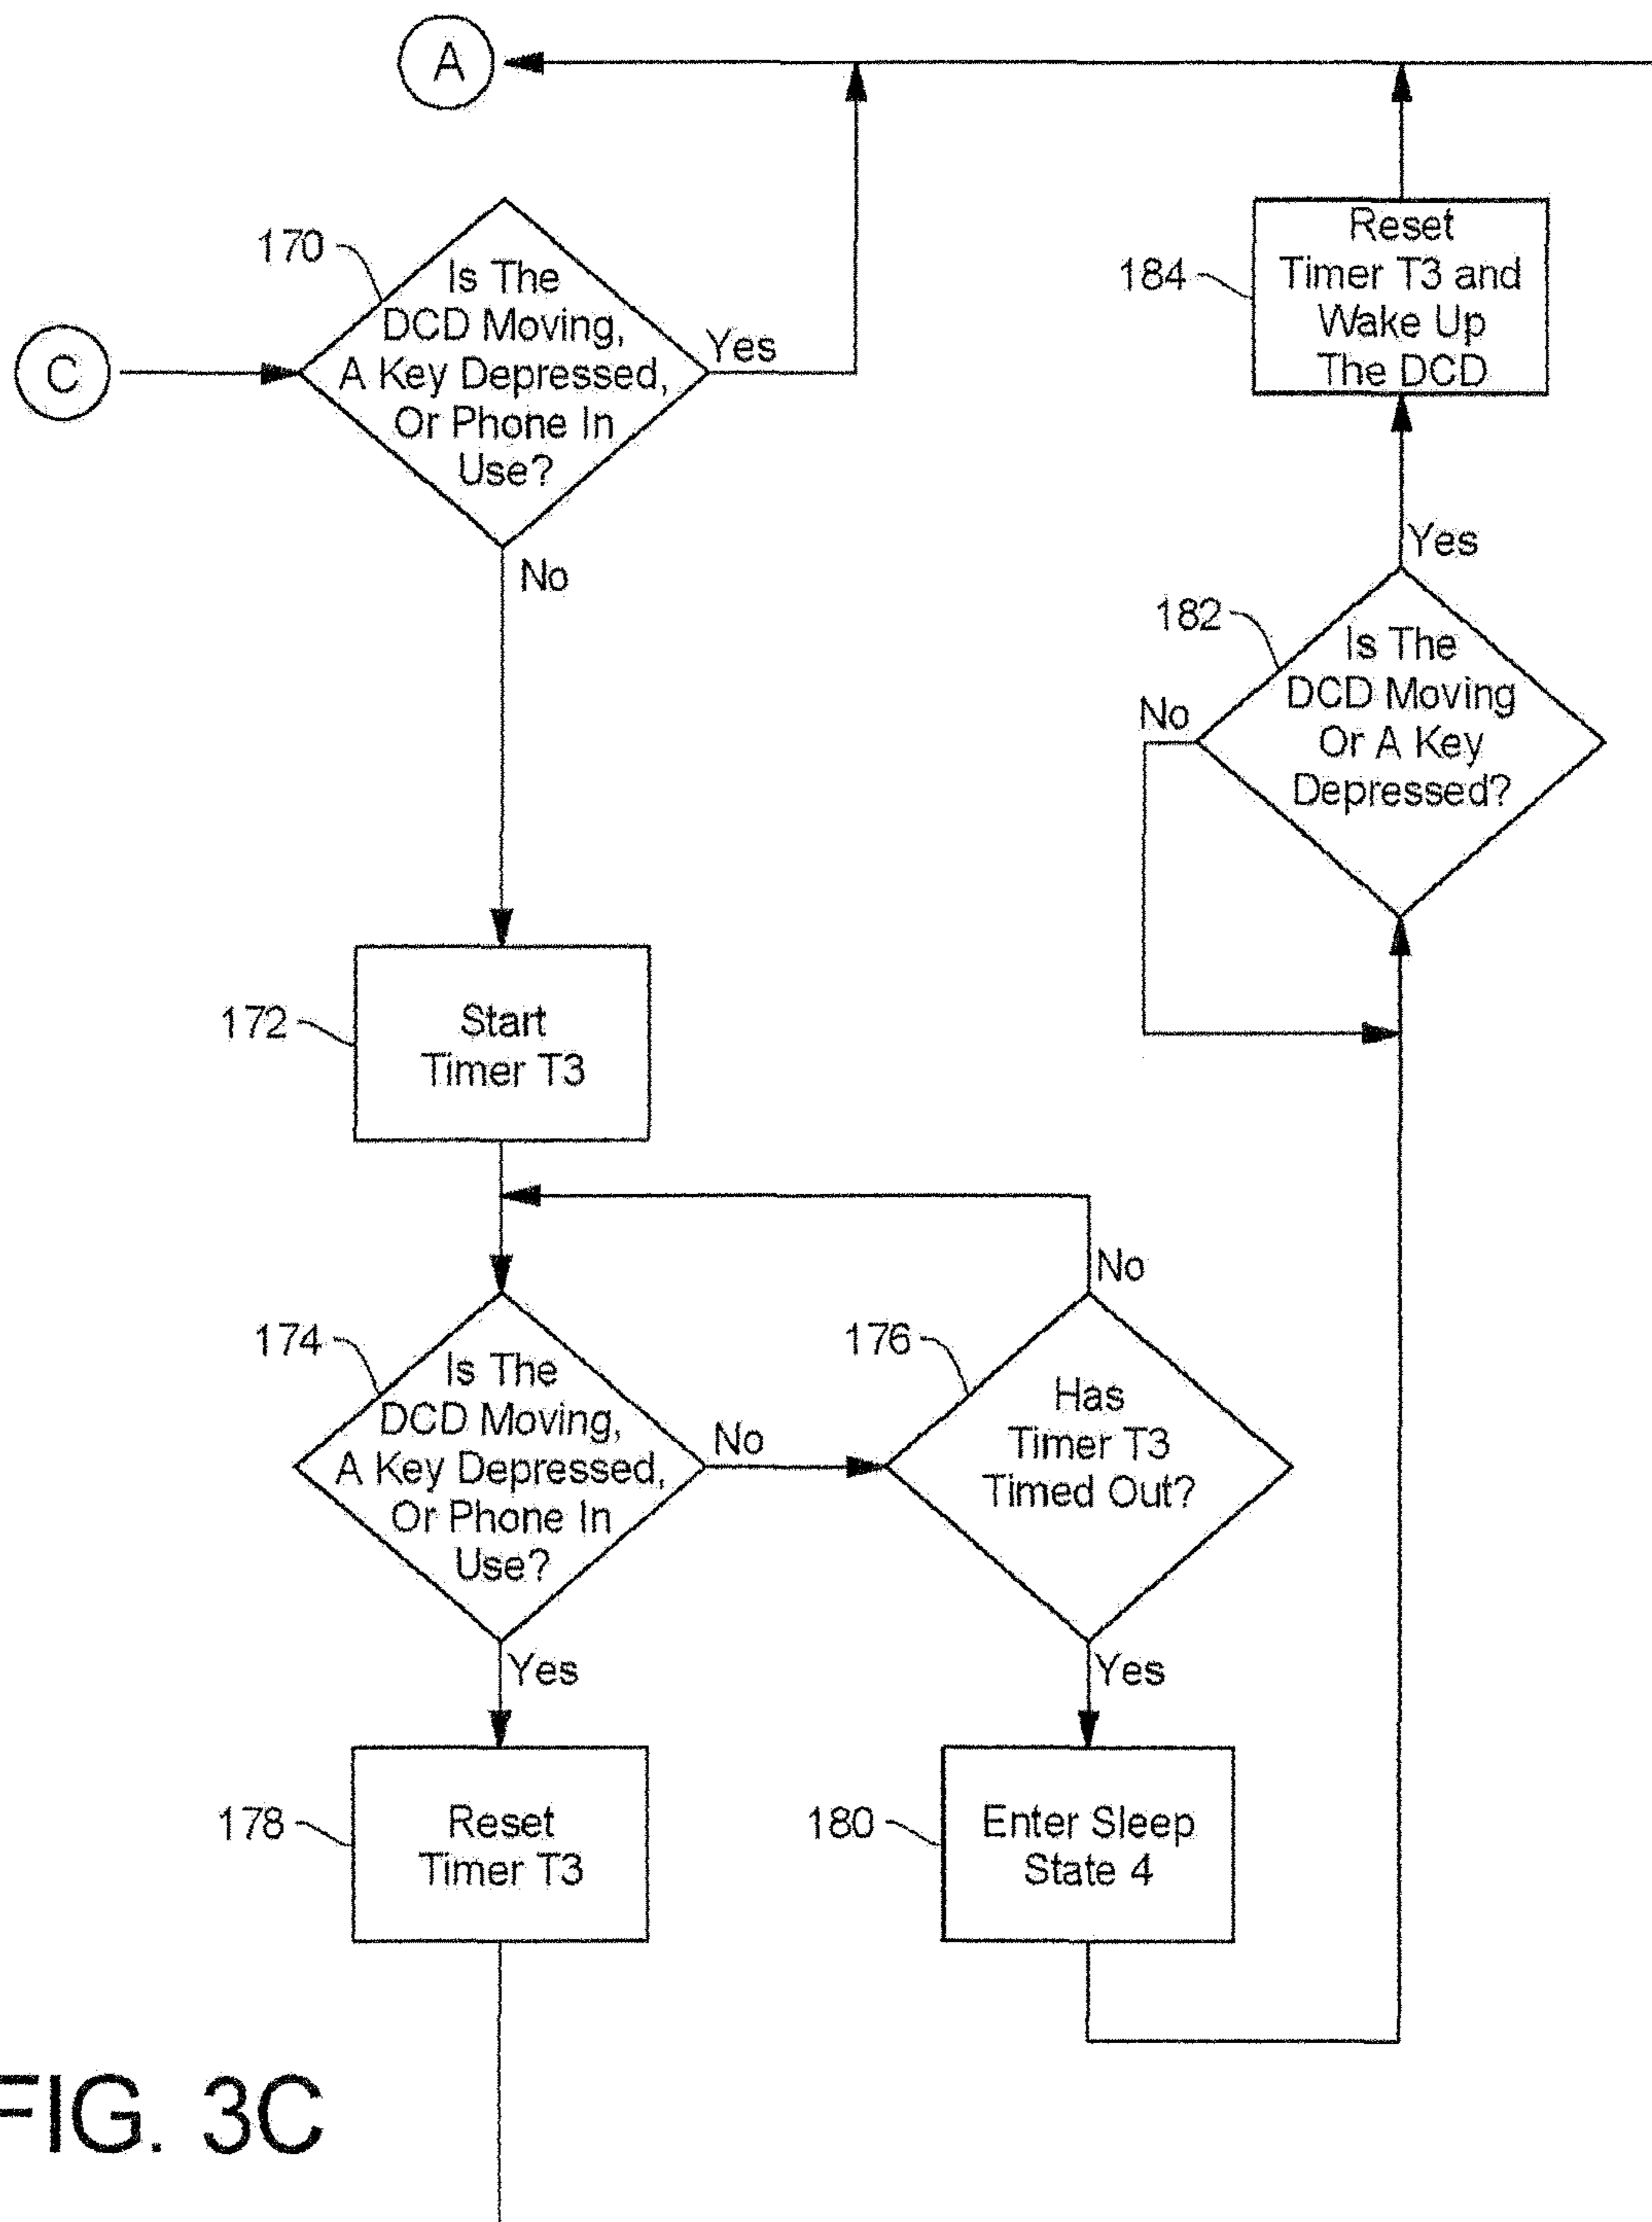 A
170
Is The
DCD Moving,
A Key Depressed,
Or Phone In
Use?
Yes
No
C
184
Reset
Timer T3 and
Wake Up
The DCD
Yes
182
Is The
DCD Moving
Or A Key
Depressed?
No
172
Start
Timer T3
174
Is The
DCD Moving,
A Key Depressed,
Or Phone In
Use?
No
Yes
176
Has
Timer T3
Timed Out?
No
Yes
178
Reset
Timer T3
180
Enter Sleep
State 4
FIG. 3C